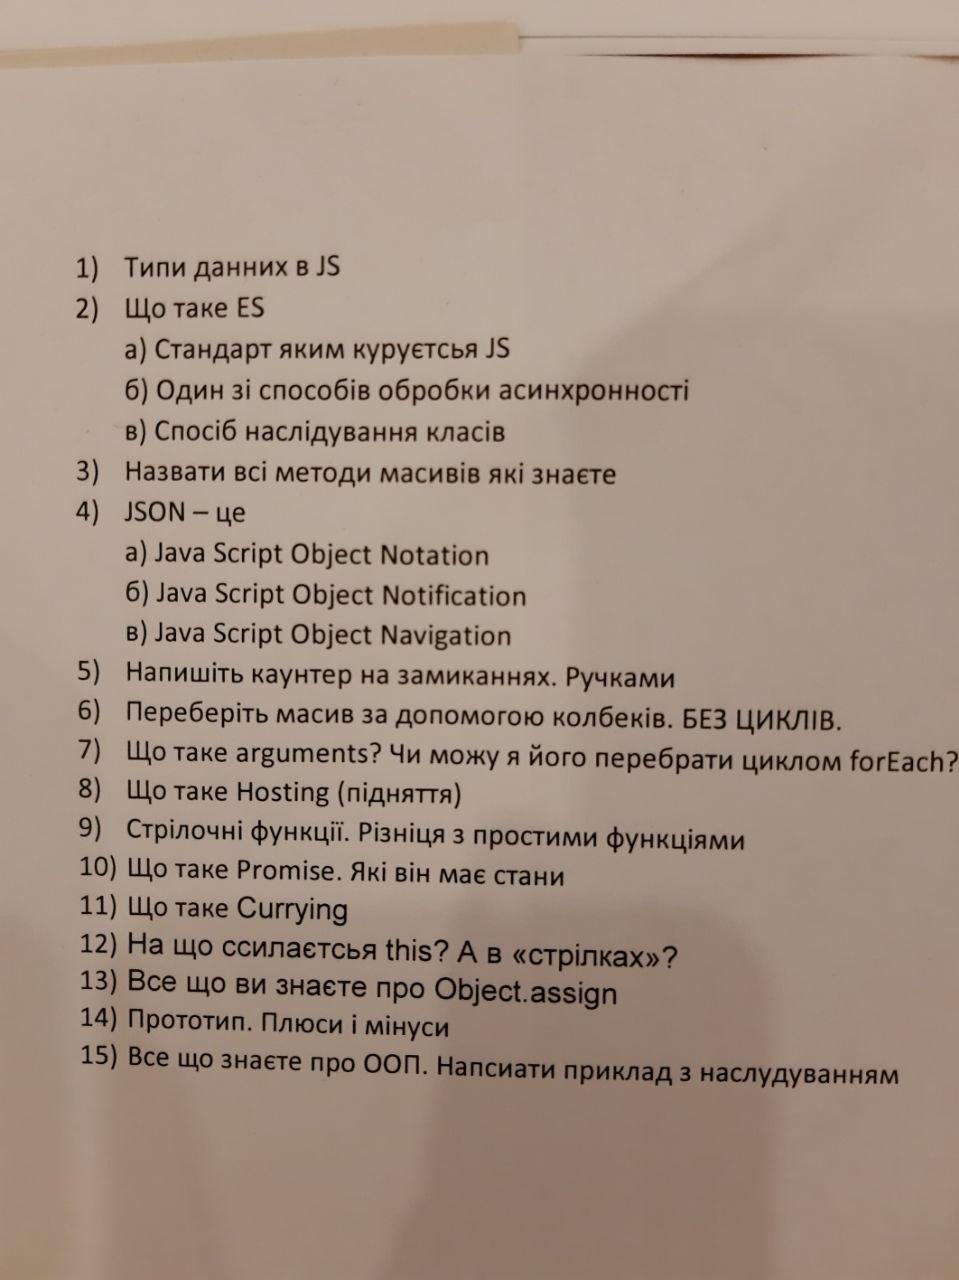 1) Типи данних в JS
2) Що таке ES
а) Стандарт яким куруєтсья JS
б) Один зі способів обробки асинхронності
в) Спосіб наслідування класів
3) Назвати всі методи масивів які знаєте
4) JSON – це
а) Java Script Object Notation
б) Java Script Object Notification
в) Java Script Object Navigation
5) Напишіть каунтер на замиканнях. Ручками
6) Переберіть масив за допомогою колбеків. БЕЗ ЦИКЛІВ.
7) Що таке arguments? Чи можу я його перебрати циклом forEach?
8) Що таке Hosting (підняття)
9) Стрілочні функції. Різніця з простими функціями
10) Що таке Promise. Які він має стани
11) Що таке Currying
12) На що ссилаєтсья this? А в «стрілках»?
13) Все що ви знаєте про Object.assign
14) Прототип. Плюси і мінуси
15) Все що знаєте про ООП. Напсиати приклад з наслудуванням